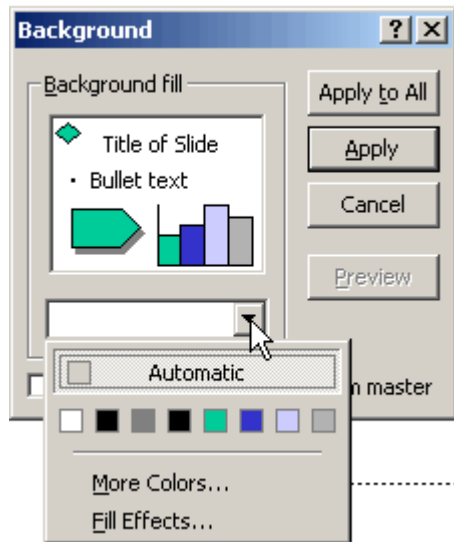 Background
Background fill
Apply to All
Title of Slide
Apply
• Bullet text
Cancel
Preview
Automatic
master
More Colors...
Fill Effects...